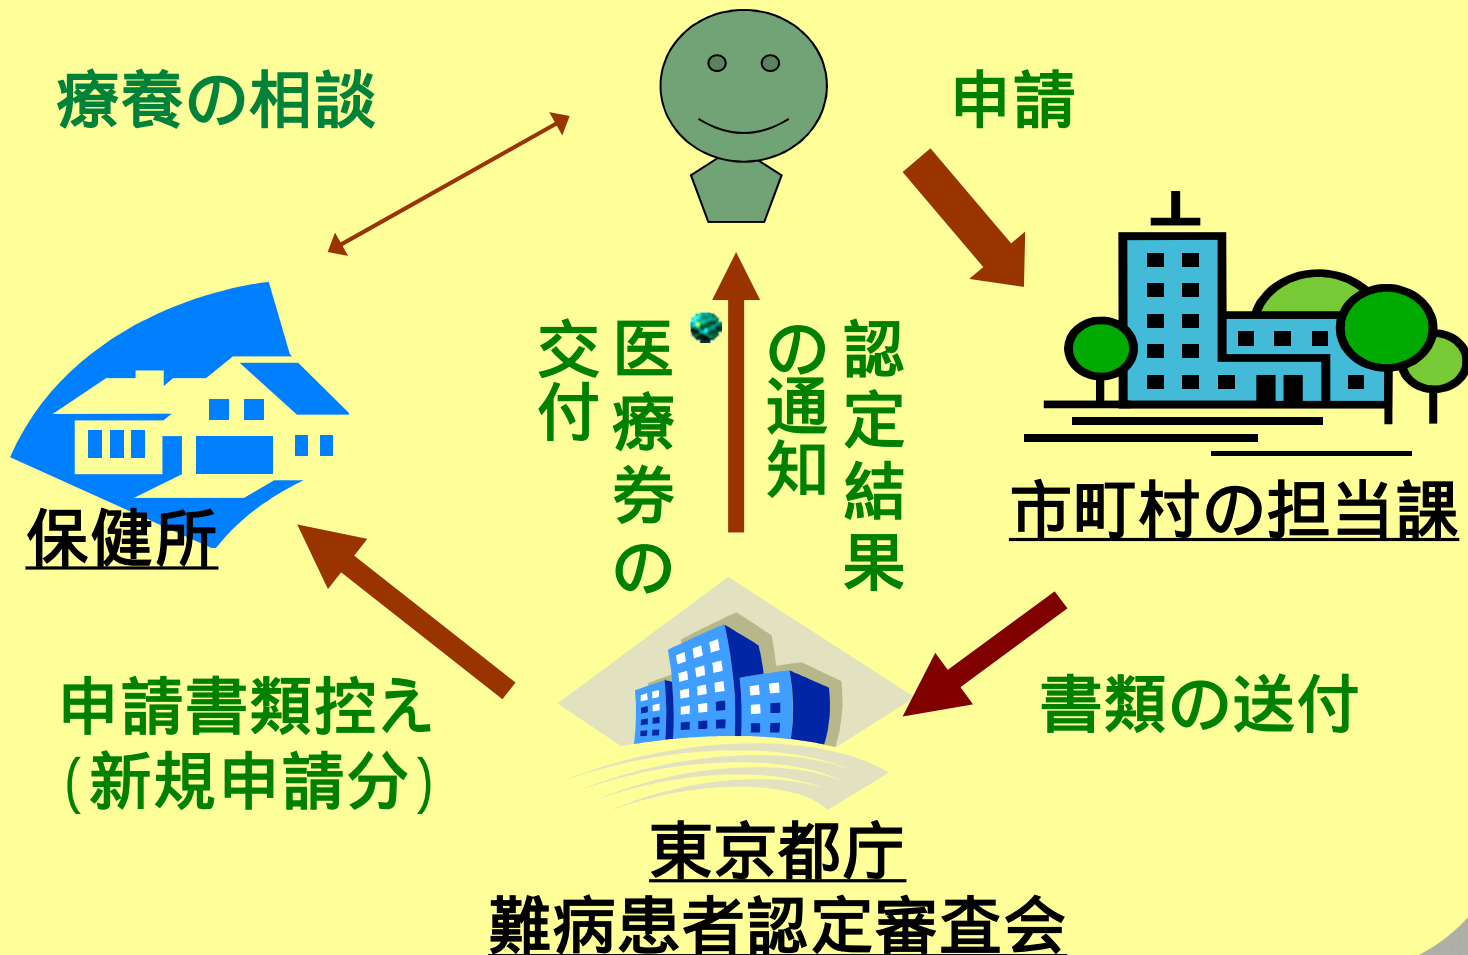 療養の相談
申請
認定結果
の通知
医療券の
交付
保健所
市町村の担当課
申請書類控え
(新規申請分)
書類の送付
東京都庁
難病患者認定審査会